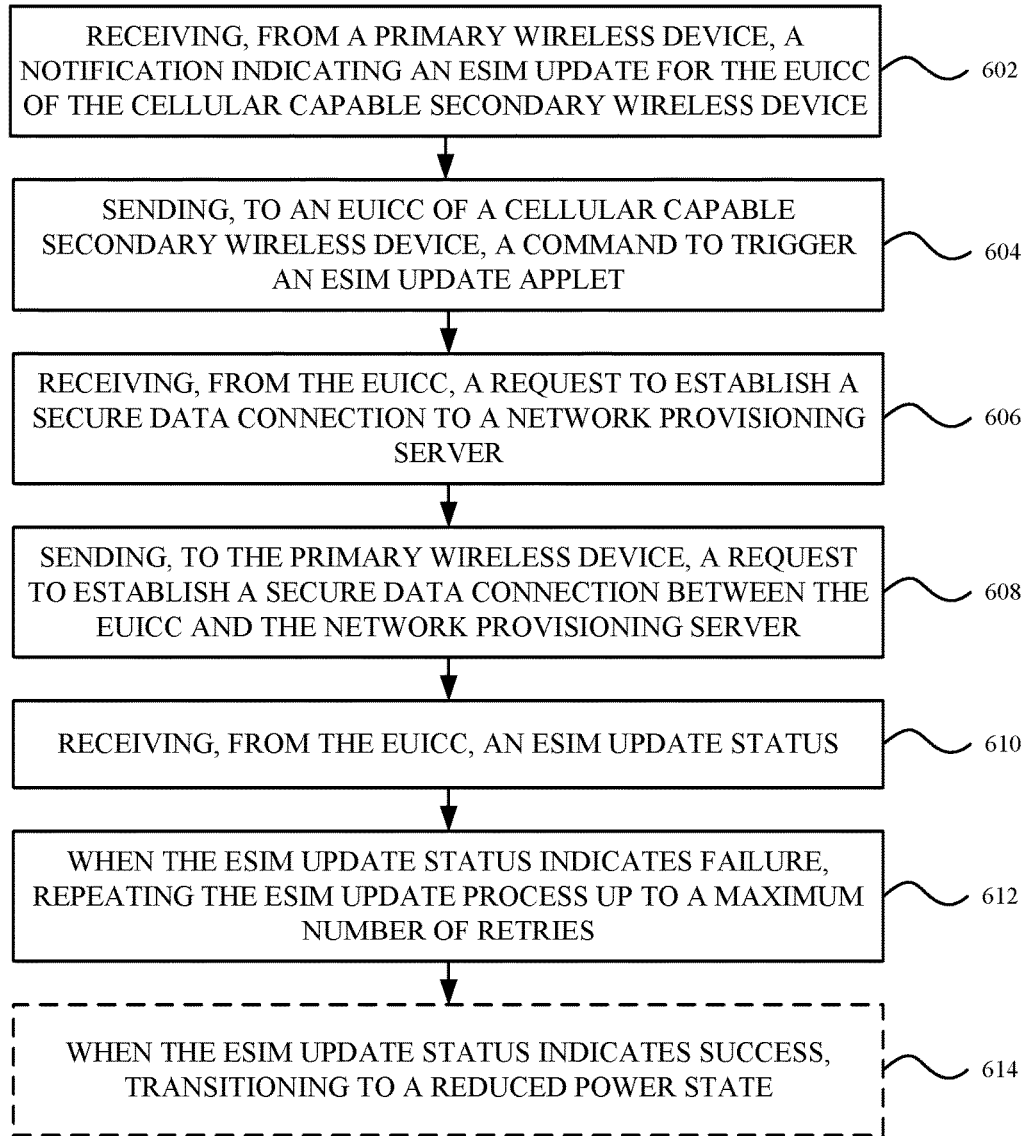 RECEIVING, FROM A PRIMARY WIRELESS DEVICE, A
NOTIFICATION INDICATING AN ESIM UPDATE FOR THE EUICC
OF THE CELLULAR CAPABLE SECONDARY WIRELESS DEVICE
602
SENDING, TO AN EUICC OF A CELLULAR CAPABLE
SECONDARY WIRELESS DEVICE, A COMMAND TO TRIGGER
AN ESIM UPDATE APPLET
604
RECEIVING, FROM THE EUICC, A REQUEST TO ESTABLISH A
SECURE DATA CONNECTION TO A NETWORK PROVISIONING
SERVER
606
SENDING, TO THE PRIMARY WIRELESS DEVICE, A REQUEST
TO ESTABLISH A SECURE DATA CONNECTION BETWEEN THE
EUICC AND THE NETWORK PROVISIONING SERVER
608
RECEIVING, FROM THE EUICC, AN ESIM UPDATE STATUS
610
WHEN THE ESIM UPDATE STATUS INDICATES FAILURE,
REPEATING THE ESIM UPDATE PROCESS UP TO A MAXIMUM
NUMBER OF RETRIES
612
WHEN THE ESIM UPDATE STATUS INDICATES SUCCESS,
TRANSITIONING TO A REDUCED POWER STATE
614